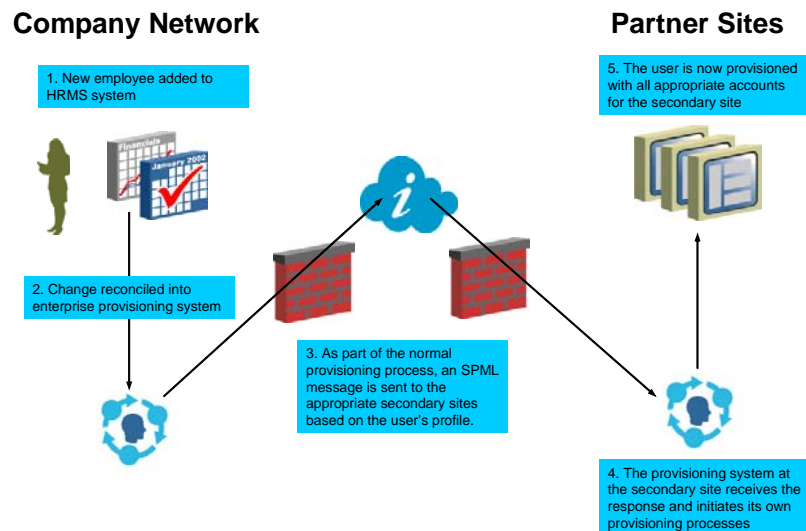 Company Network
Partner Sites
1. New employee added to
HRMS system
5. The user is now provisioned
with all appropriate accounts
for the secondary site
Financials
January 2002
i
2. Change reconciled into
enterprise provisioning system
3. As part of the normal
provisioning process, an SPML
message is sent to the
appropriate secondary sites
based on the user's profile.
4. The provisioning system at
the secondary site receives the
response and initiates its own
provisioning processes